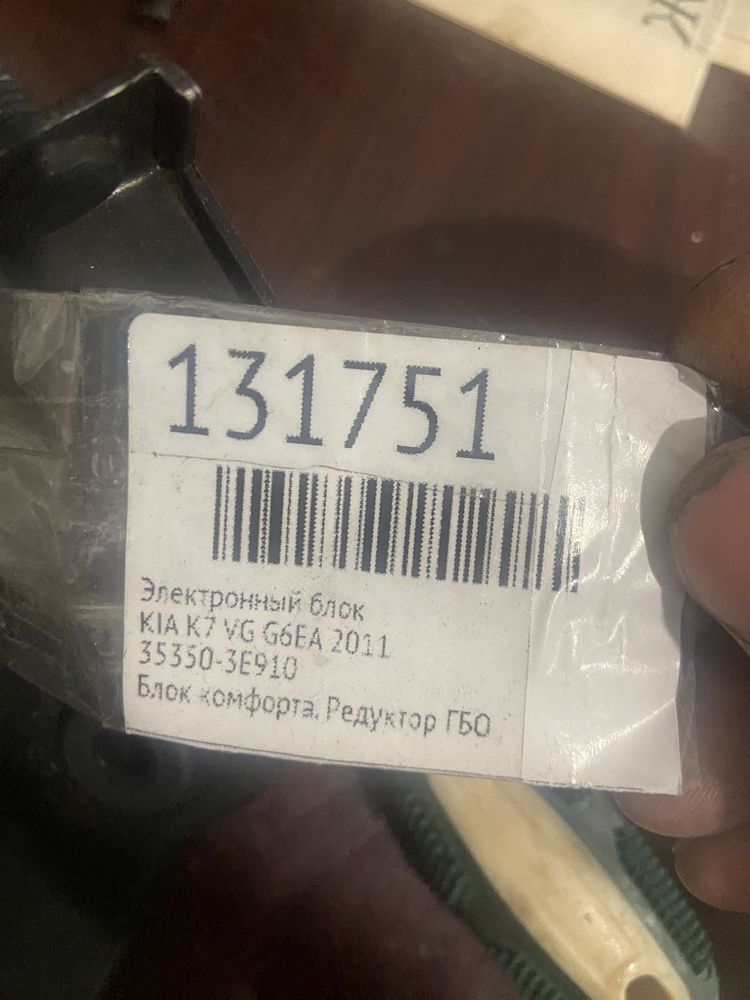 131751
Электронный блок
KIA K7 VG G6EA 2011
35350-3E910
Блок комфорта. Редуктор ГБО